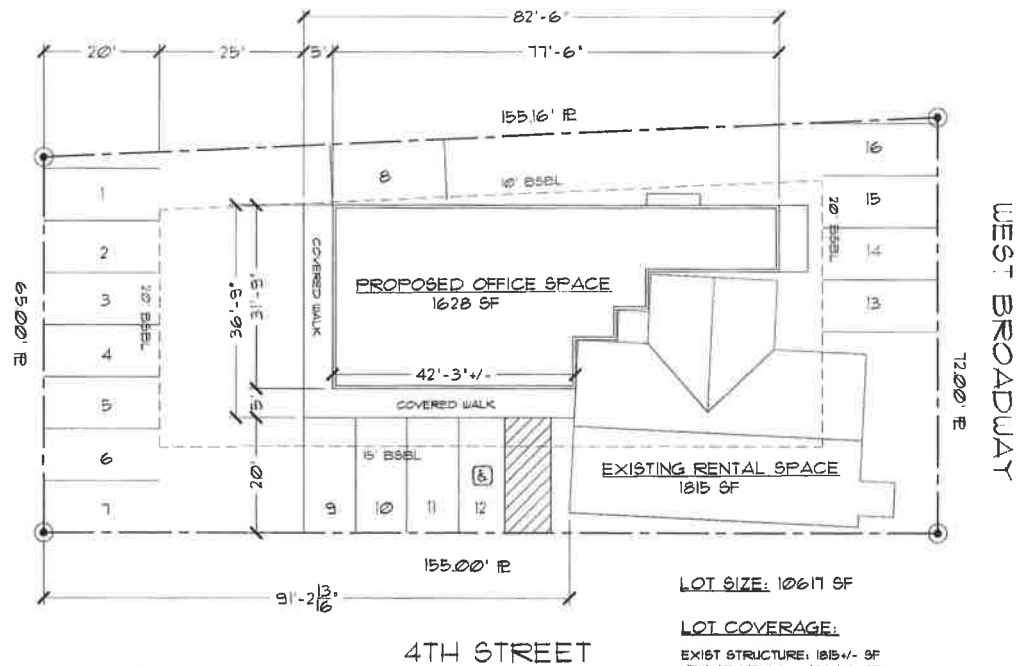 82'-6"
20' 25' 5' 77'-6"
155.16' PL
16
1 8 10' BSBL
15
20' BSBL
2 COVERED WALK 14
PROPOSED OFFICE SPACE
1628 SF
3 20' BSBL 36'-6" 31'-6" 13
65.00' PL
WEST BROADWAY
4
42'-3"+/-
72.00' PL
5 5' COVERED WALK
6 15' BSBL
EXISTING RENTAL SPACE
1815 SF
20'
7 9 10 11 12
155.00' PL
91'-2 13/16"
LOT SIZE: 10617 SF
LOT COVERAGE:
4TH STREET
EXIST STRUCTURE: 1815+/- SF